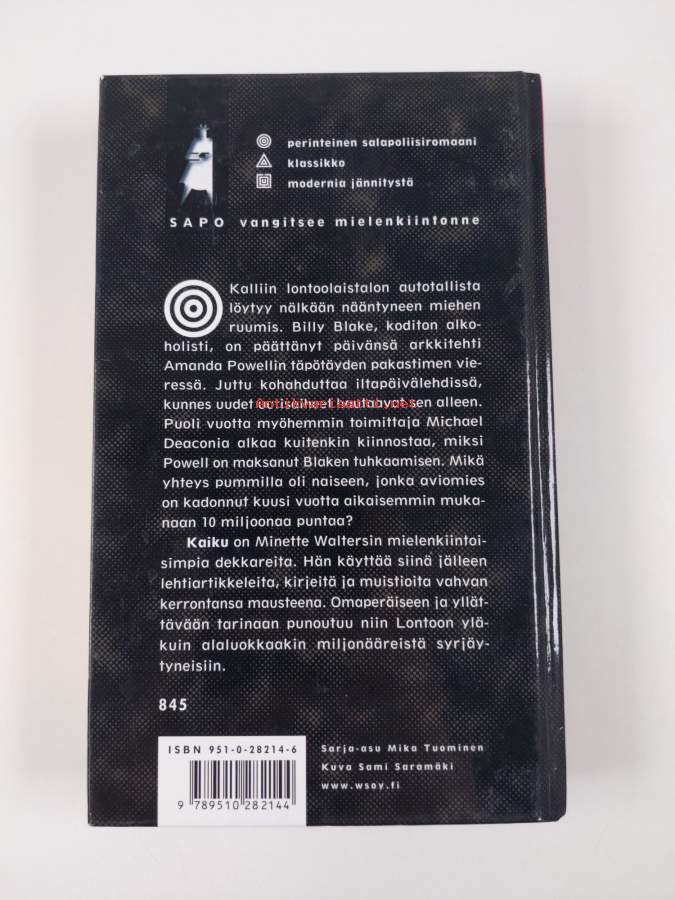 perinteinen salapoliisiromaani
klassikko
modernia jännitystä
SAPO vangitsee mielenkiintonne
Kalliin lontoolaistalon autotallista
löytyy nälkään nääntyneen miehen
ruumis. Billy Blake, koditon alko-
holisti, on päättänyt päivänsä arkkitehti
Amanda Powellin täpötäyden pakastimen vie-
ressä. Juttu kohahduttaa iltapäivälehdissä,
kunnes uudet uutisaiheet hautaavat sen alleen.
Puoli vuotta myöhemmin toimittaja Michael
Deaconia alkaa kuitenkin kiinnostaa, miksi
Powell on maksanut Blaken tuhkaamisen. Mikä
yhteys pummilla oli naiseen, jonka aviomies
on kadonnut kuusi vuotta aikaisemmin muka-
naan 10 miljoonaa puntaa?
Kaiku on Minette Waltersin mielenkiintoi-
simpia dekkareita. Hän käyttää siinä jälleen
lehtiartikkeleita, kirjeitä ja muistioita vahvan
kerrontansa mausteena. Omaperäiseen ja yllät-
tävään tarinaan punoutuu niin Lontoon ylä-
kuin alaluokkaakin miljonääreistä syrjäy-
tyneisiin.
845
ISBN 951-0-28214-6
9 789510 282144
Sarja-asu Mika Tuominen
Kuva Sami Saramäki
www.wsoy.fi